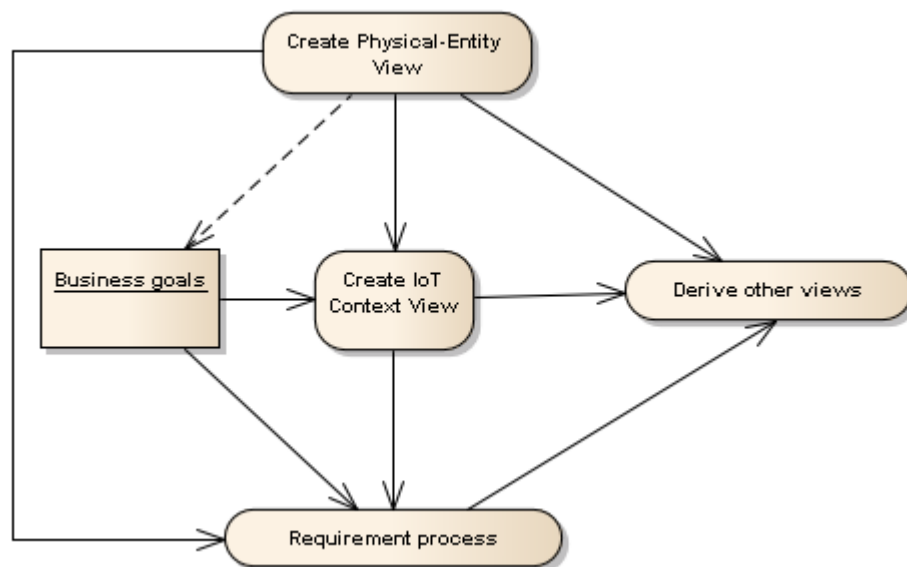 Create Physical-Entity
View
Business goals
Create IoT
Context View
Derive other views
Requirement process